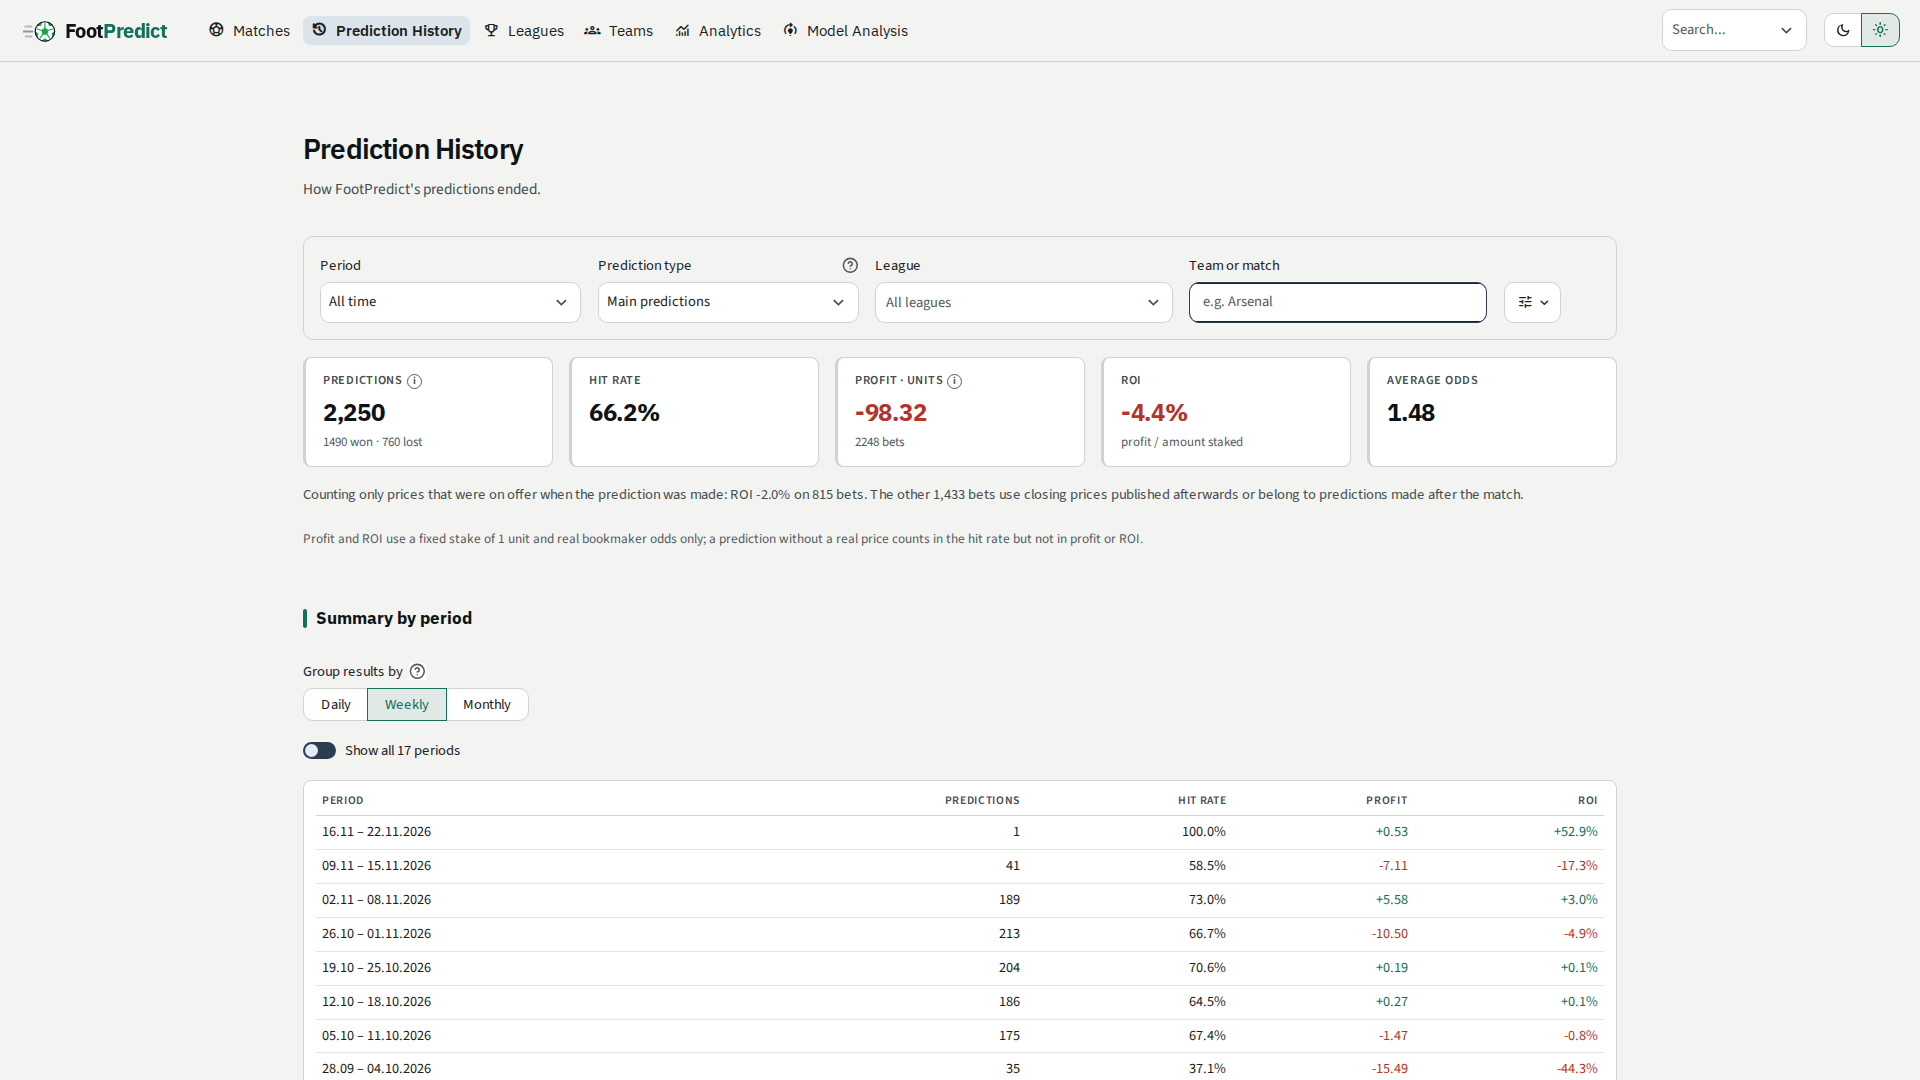 FootPredict Matches Prediction History Leagues Teams Analytics Model Analysis Search...
Prediction History
How FootPredict's predictions ended.
Period Prediction type League Team or match
All time Main predictions All leagues e.g. Arsenal
PREDICTIONS HIT RATE PROFIT · UNITS ROI AVERAGE ODDS
2,250 66.2% -98.32 -4.4% 1.48
1490 won · 760 lost 2248 bets profit / amount staked
Counting only prices that were on offer when the prediction was made: ROI -2.0% on 815 bets. The other 1,433 bets use closing prices published afterwards or belong to predictions made after the match.
Profit and ROI use a fixed stake of 1 unit and real bookmaker odds only; a prediction without a real price counts in the hit rate but not in profit or ROI.
Summary by period
Group results by
Daily Weekly Monthly
Show all 17 periods
PERIOD PREDICTIONS HIT RATE PROFIT ROI
16.11 – 22.11.2026 1 100.0% +0.53 +52.9%
09.11 – 15.11.2026 41 58.5% -7.11 -17.3%
02.11 – 08.11.2026 189 73.0% +5.58 +3.0%
26.10 – 01.11.2026 213 66.7% -10.50 -4.9%
19.10 – 25.10.2026 204 70.6% +0.19 +0.1%
12.10 – 18.10.2026 186 64.5% +0.27 +0.1%
05.10 – 11.10.2026 175 67.4% -1.47 -0.8%
28.09 – 04.10.2026 35 37.1% -15.49 -44.3%